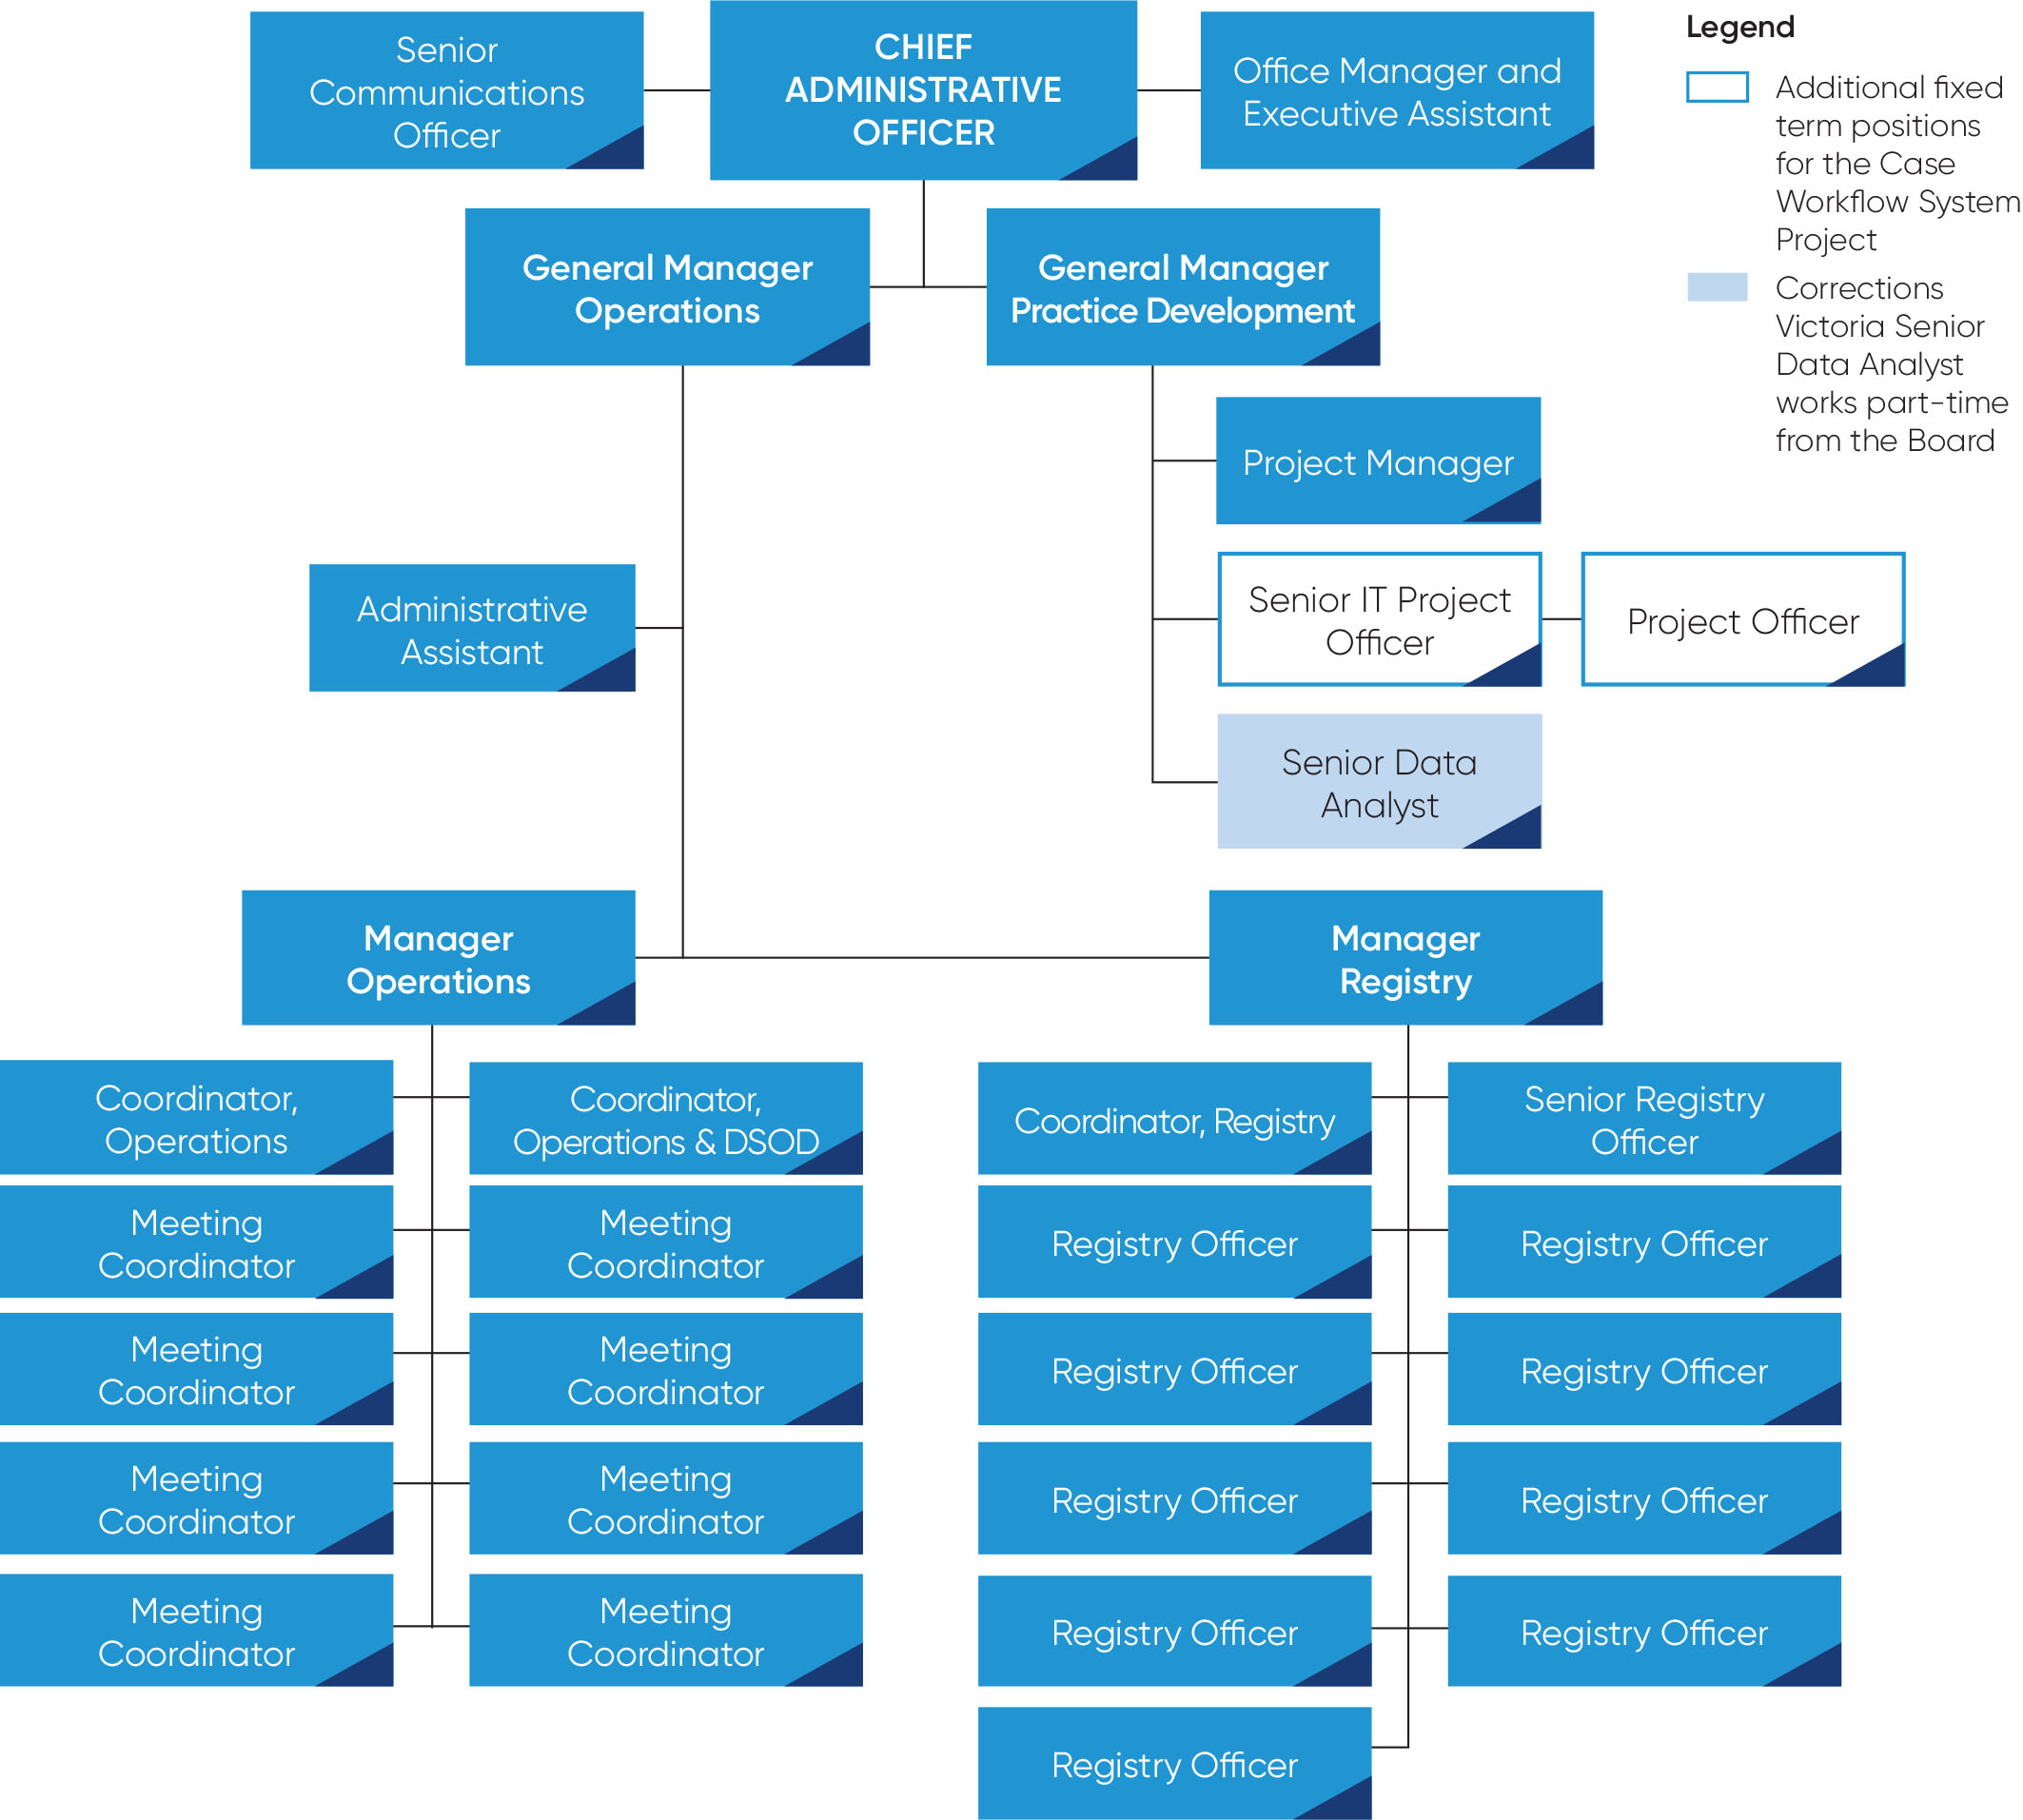 Senior
Communications
Officer
CHIEF
ADMINISTRATIVE
OFFICER
Office Manager and
Executive Assistant
Legend
Additional fixed
term positions
for the Case
Workflow System
Project
Corrections
Victoria Senior
Data Analyst
works part-time
from the Board
General Manager
Operations
General Manager
Practice Development
Project Manager
Administrative
Assistant
Senior IT Project
Officer
Project Officer
Senior Data
Analyst
Manager
Operations
Manager
Registry
Coordinator,
Operations
Coordinator,
Operations & DSOD
Coordinator, Registry
Senior Registry
Officer
Meeting
Coordinator
Meeting
Coordinator
Registry Officer
Registry Officer
Meeting
Coordinator
Meeting
Coordinator
Registry Officer
Registry Officer
Meeting
Coordinator
Meeting
Coordinator
Registry Officer
Registry Officer
Meeting
Coordinator
Meeting
Coordinator
Registry Officer
Registry Officer
Registry Officer